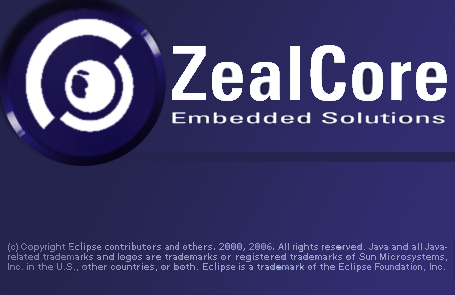 ZealCore
Embedded Solutions
(c) Copyright Eclipse contributors and others. 2000, 2006. All rights reserved. Java and all Java-
related trademarks and logos are trademarks or registered trademarks of Sun Microsystems,
Inc. in the U.S., other countries, or both. Eclipse is a trademark of the Eclipse Foundation, Inc.